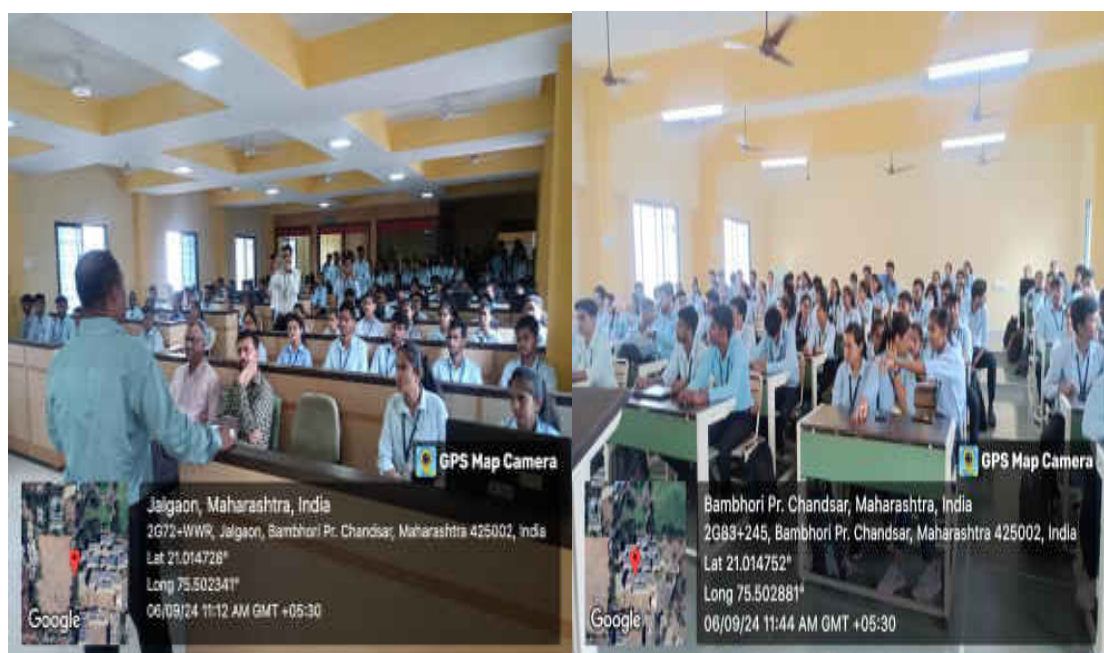 GPS Map Camera
Jalgaon, Maharashtra, India
2G72+WWR, Jalgaon, Bambhori Pr. Chandsar, Maharashtra 425002, India
Lat 21.014726°
Long 75.502341°
06/09/24 11:12 AM GMT +05:30
Google
GPS Map Camera
Bambhori Pr. Chandsar, Maharashtra, India
2G83+245, Bambhori Pr. Chandsar, Maharashtra 425002, India
Lat 21.014752°
Long 75.502881°
06/09/24 11:44 AM GMT +05:30
Google